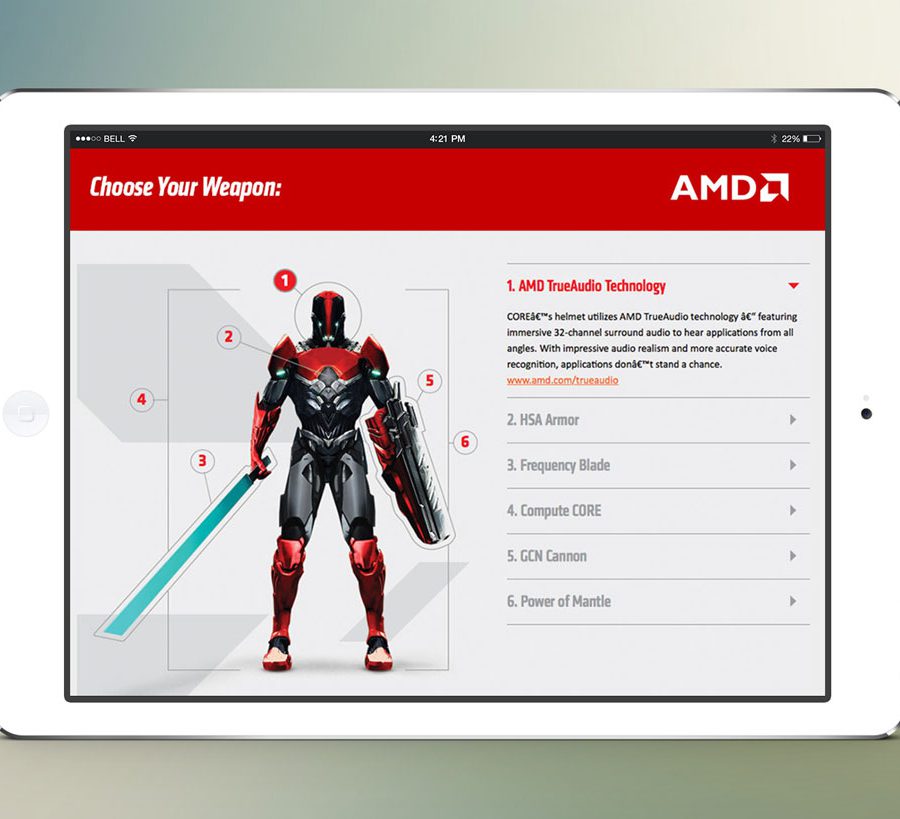 BELL
4:21 PM
22%
Choose Your Weapon:
AMD
1
2
3
4
5
6
1. AMD TrueAudio Technology
COREâ€™s helmet utilizes AMD TrueAudio technology â€“ featuring
immersive 32-channel surround audio to hear applications from all
angles. With impressive audio realism and more accurate voice
recognition, applications donâ€™t stand a chance.
www.amd.com/trueaudio
2. HSA Armor
3. Frequency Blade
4. Compute CORE
5. GCN Cannon
6. Power of Mantle